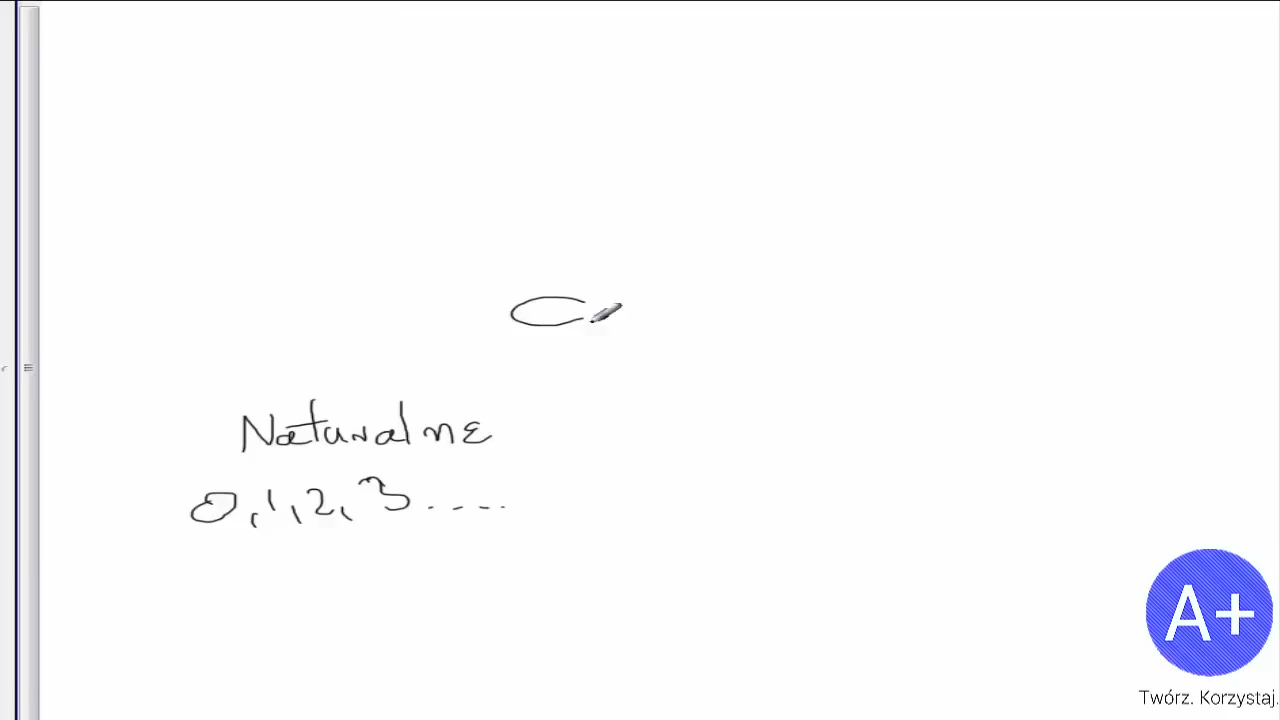 Naturalne
0, 1, 2, 3 .....
A+
Twórz. Korzystaj.